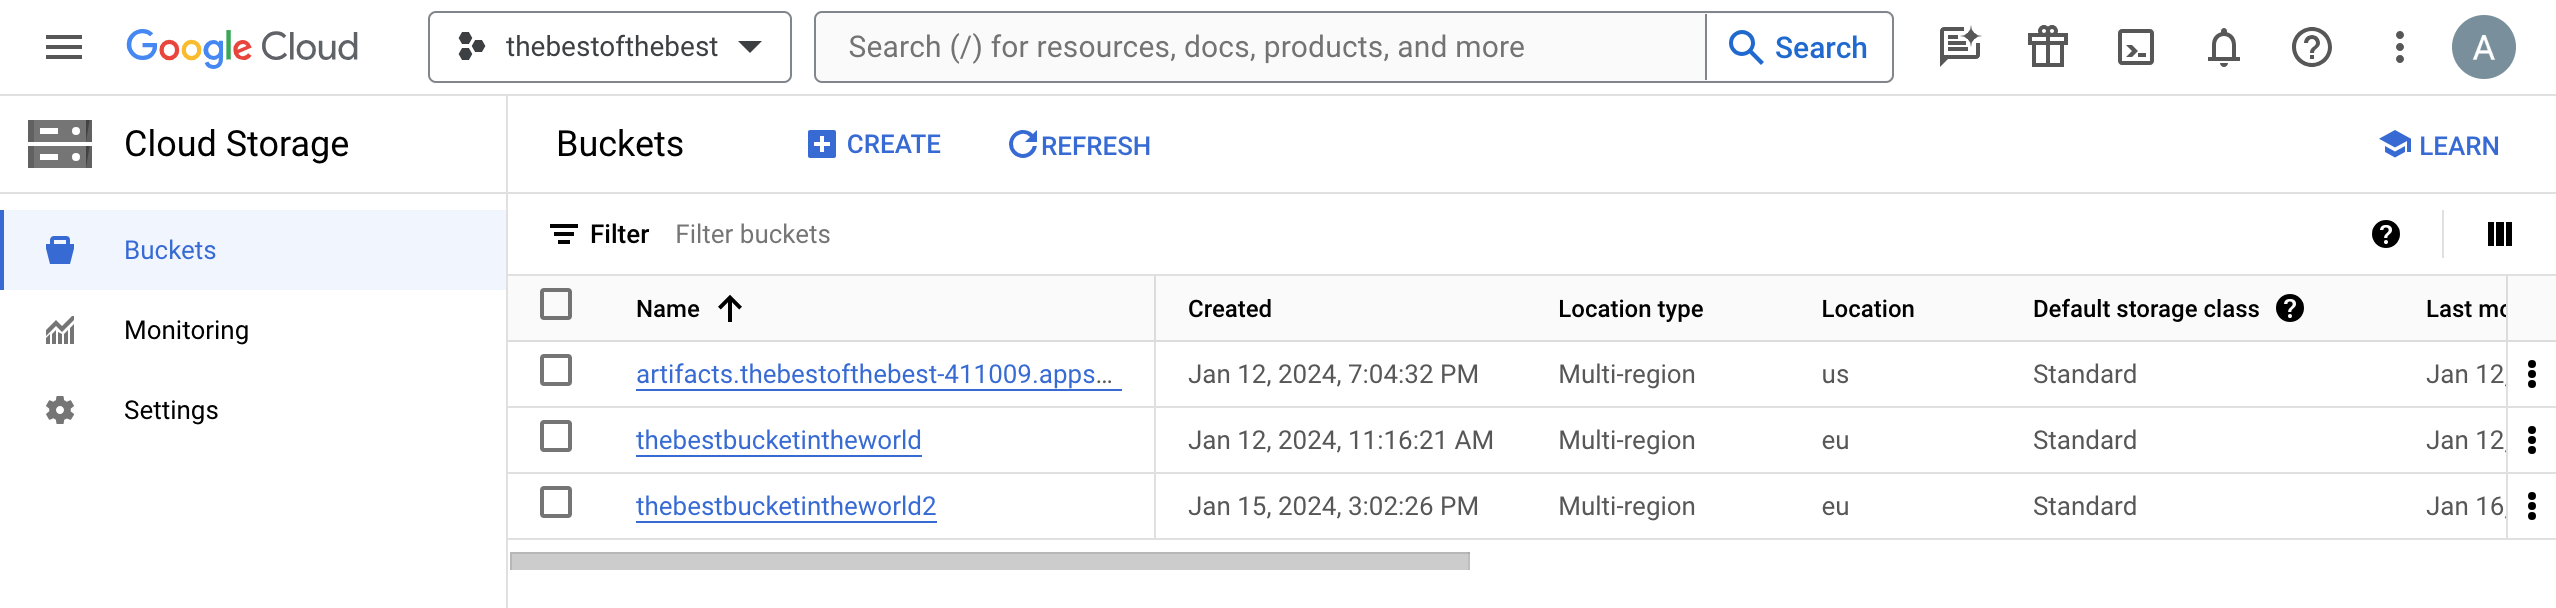 Google Cloud thebestofthebest Search (/) for resources, docs, products, and more Search A
Cloud Storage
Buckets
Monitoring
Settings
Buckets CREATE REFRESH LEARN
Filter Filter buckets
Name Created Location type Location Default storage class Last mo
artifacts.thebestofthebest-411009.apps... Jan 12, 2024, 7:04:32 PM Multi-region us Standard Jan 12,
thebestbucketintheworld Jan 12, 2024, 11:16:21 AM Multi-region eu Standard Jan 12,
thebestbucketintheworld2 Jan 15, 2024, 3:02:26 PM Multi-region eu Standard Jan 16,